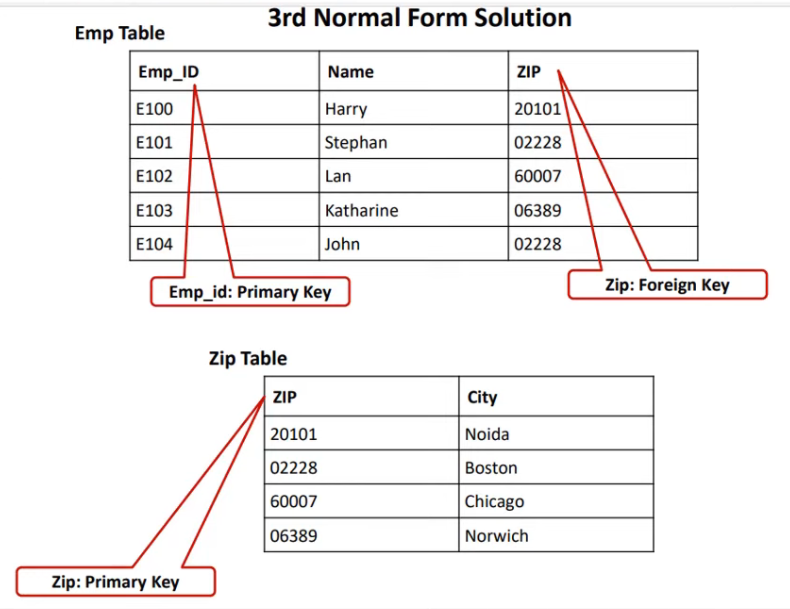 3rd Normal Form Solution
Emp Table
Emp_ID Name ZIP
E100 Harry 20101
E101 Stephan 02228
E102 Lan 60007
E103 Katharine 06389
E104 John 02228
Emp_id: Primary Key
Zip: Foreign Key
Zip Table
ZIP City
20101 Noida
02228 Boston
60007 Chicago
06389 Norwich
Zip: Primary Key